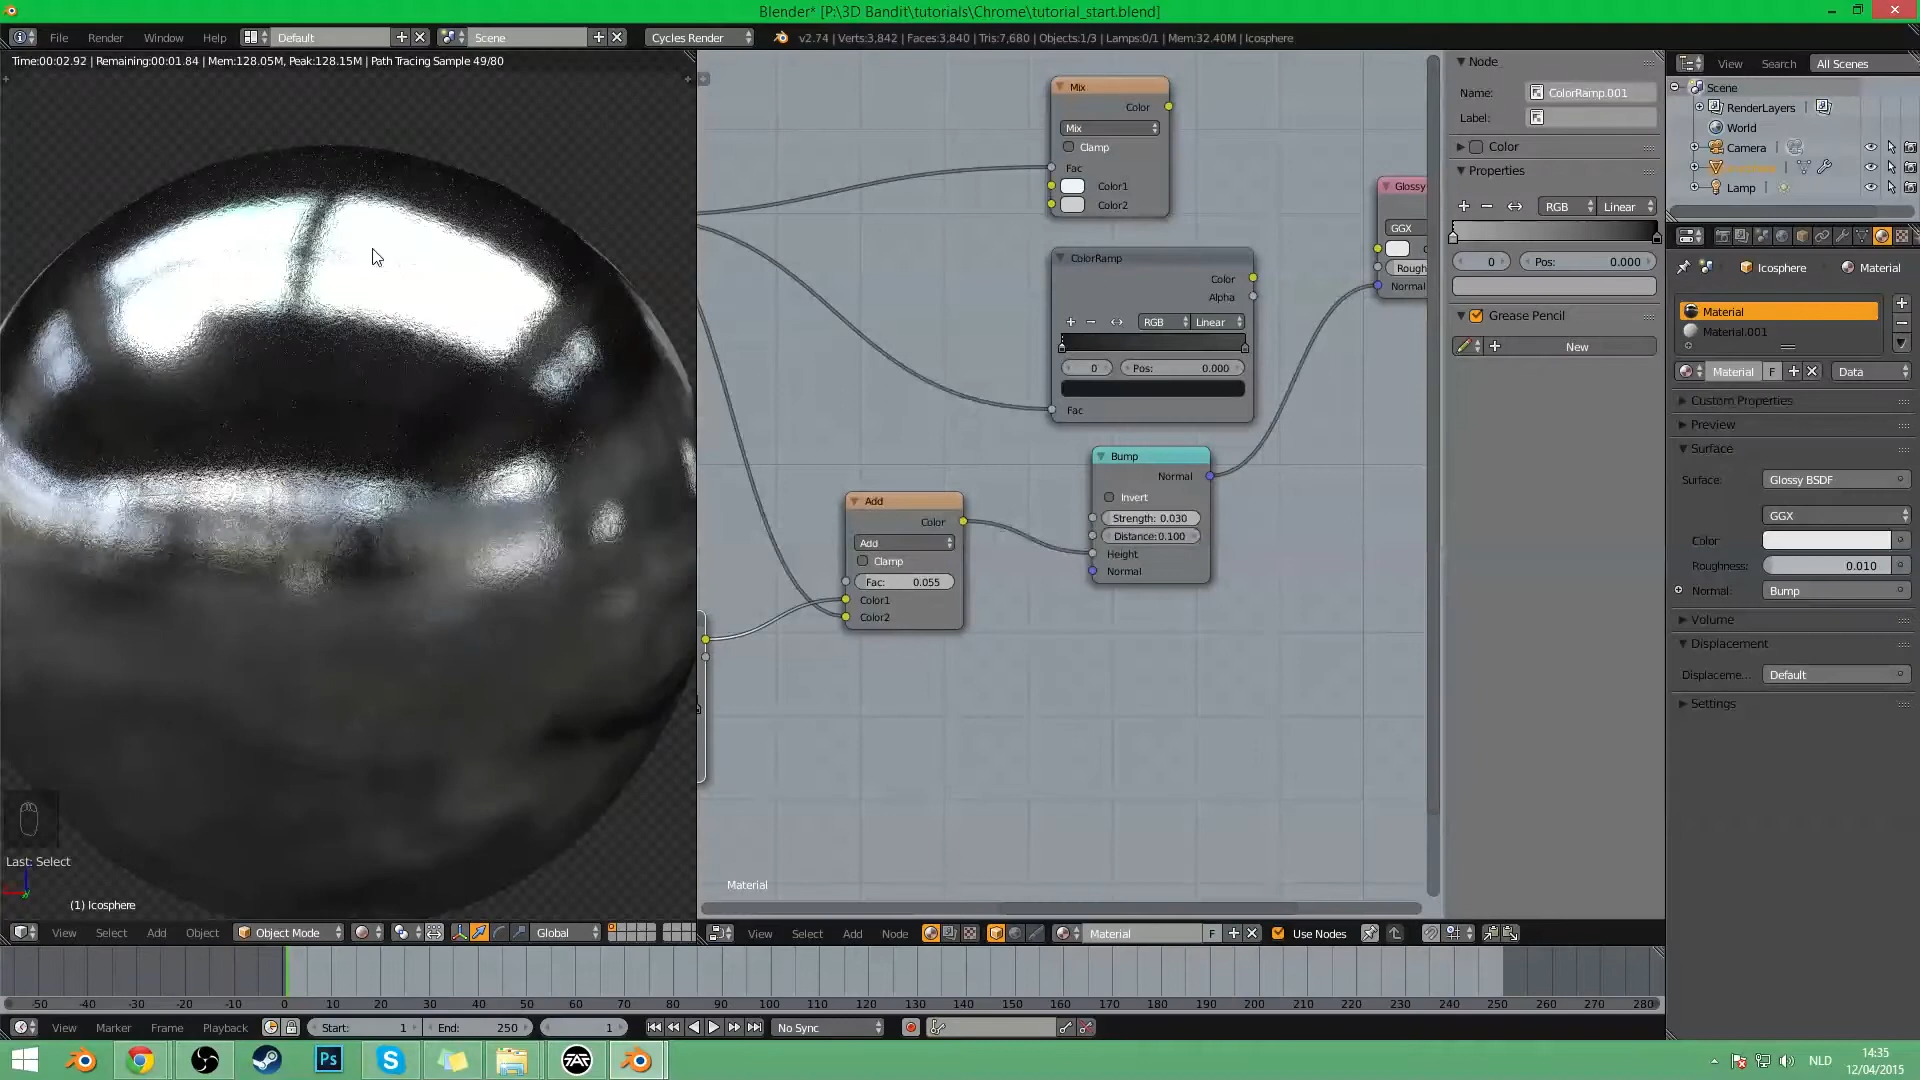 Blender* [P:\3D Bandit\tutorials\Chrome\tutorial_start.blend]
File Render Window Help Default Scene Cycles Render v2.74 | Verts:3,842 | Faces:3,840 | Tris:7,680 | Objects:1/3 | Lamps:0/1 | Mem:32.40M | Icosphere
Time:00:02.92 | Remaining:00:01.84 | Mem:128.05M, Peak:128.15M | Path Tracing Sample 49/80
Last: Select
(1) Icosphere
View Select Add Object Object Mode Global
Mix
Color
Mix
Clamp
Fac
Color1
Color2
ColorRamp
Color
Alpha
RGB Linear
0 Pos: 0.000
Fac
Glossy
GGX
Rough
Normal
Bump
Normal
Invert
Strength: 0.030
Distance: 0.100
Height
Normal
Add
Color
Add
Clamp
Fac: 0.055
Color1
Color2
Material
View Select Add Node Material F Use Nodes
Node
Name: ColorRamp.001
Label:
Color
Properties
RGB Linear
0 Pos: 0.000
Grease Pencil
New
View Search All Scenes
Scene
RenderLayers
World
Camera
Lamp
Icosphere Material
Material
Material.001
Material F Data
Custom Properties
Preview
Surface
Surface: Glossy BSDF
GGX
Color:
Roughness: 0.010
Normal: Bump
Volume
Displacement
Displaceme... Default
Settings
-50 -40 -30 -20 -10 0 10 20 30 40 50 60 70 80 90 100 110 120 130 140 150 160 170 180 190 200 210 220 230 240 250 260 270 280
View Marker Frame Playback Start: 1 End: 250 1 No Sync
Ps
NLD
14:35
12/04/2015